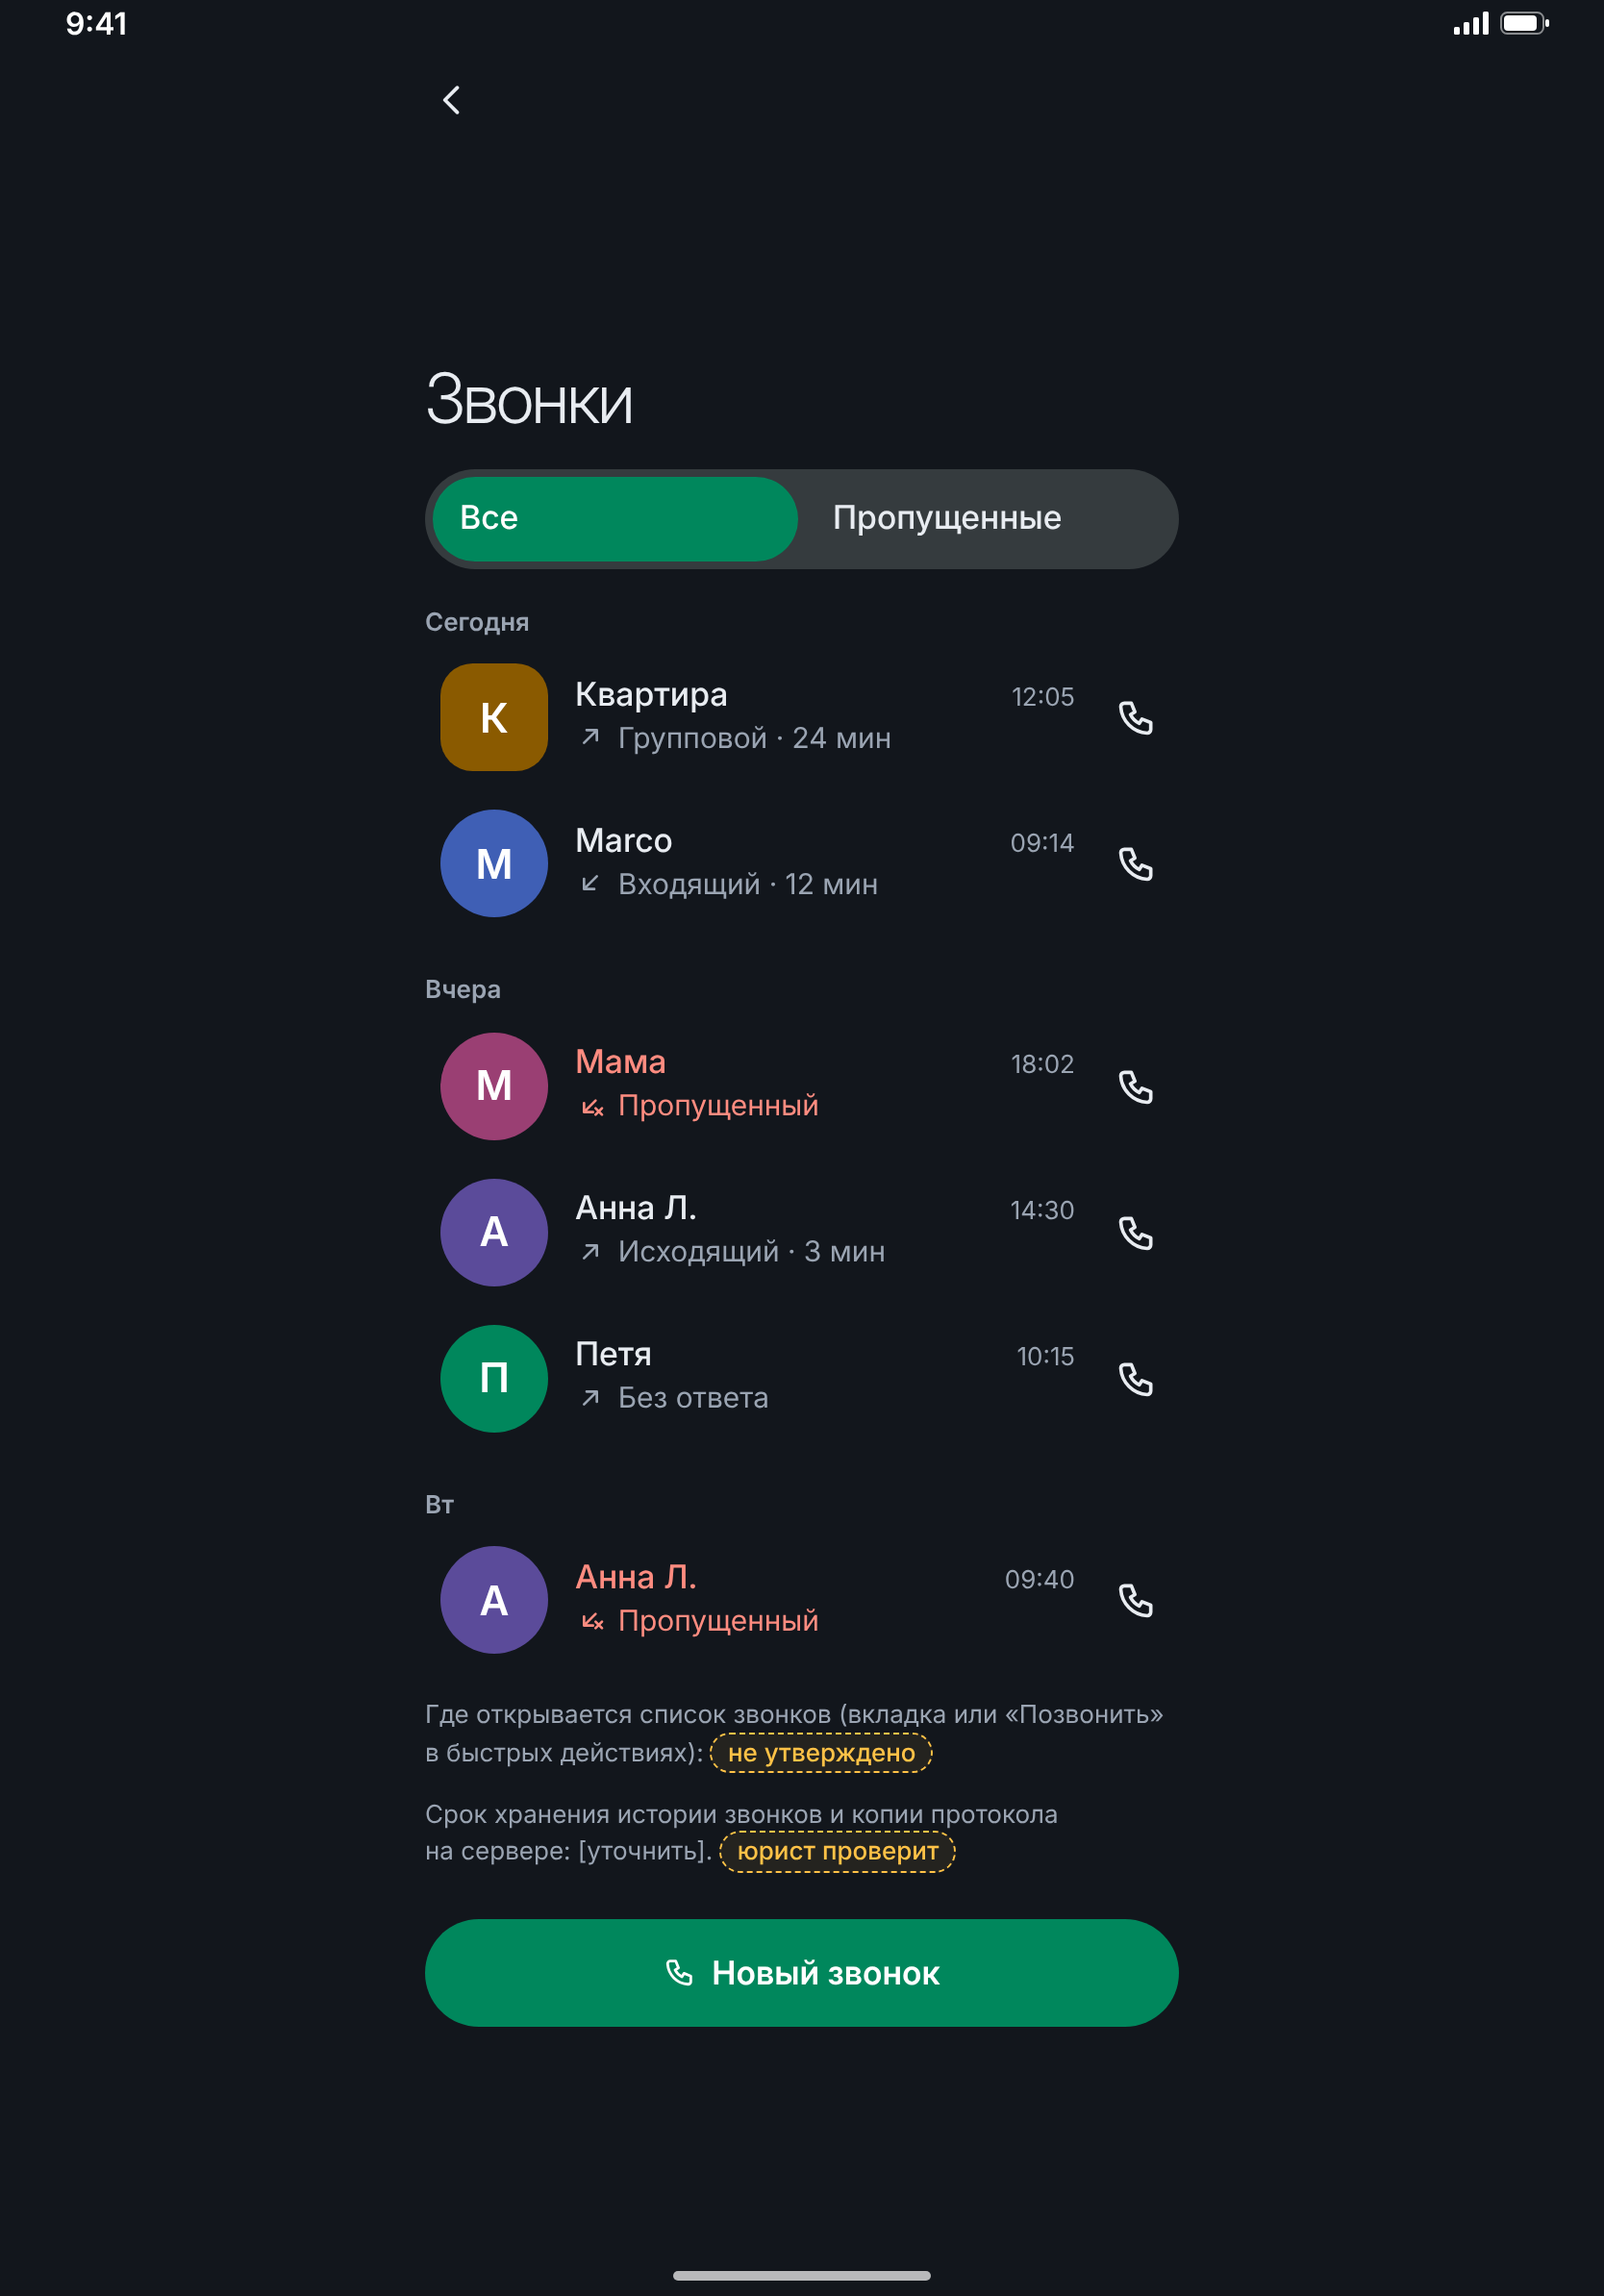 9:41
Звонки
Все
Пропущенные
Сегодня
К
Квартира
12:05
Групповой · 24 мин
M
Marco
09:14
Входящий · 12 мин
Вчера
М
Мама
18:02
Пропущенный
А
Анна Л.
14:30
Исходящий · 3 мин
П
Петя
10:15
Без ответа
Вт
А
Анна Л.
09:40
Пропущенный
Где открывается список звонков (вкладка или «Позвонить»
в быстрых действиях): не утверждено
Срок хранения истории звонков и копии протокола
на сервере: [уточнить]. юрист проверит
Новый звонок